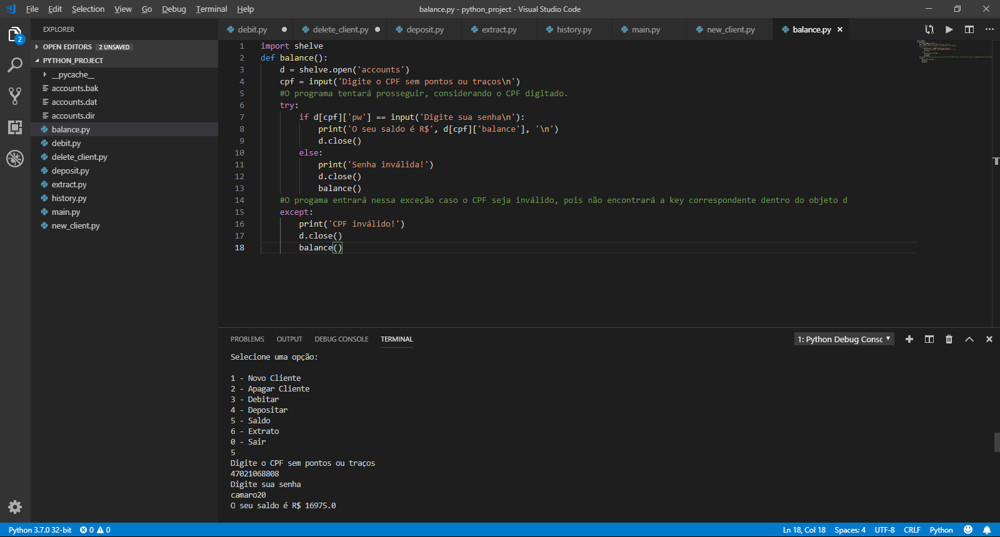 File Edit Selection View Go Debug Terminal Help
balance.py - python_project - Visual Studio Code
EXPLORER
OPEN EDITORS 2 UNSAVED
PYTHON_PROJECT
__pycache__
accounts.bak
accounts.dat
accounts.dir
balance.py
debit.py
delete_client.py
deposit.py
extract.py
history.py
main.py
new_client.py
2
debit.py delete_client.py deposit.py extract.py history.py main.py new_client.py balance.py
1 import shelve
2 def balance():
3 d = shelve.open('accounts')
4 cpf = input('Digite o CPF sem pontos ou traços\n')
5 #O programa tentará prosseguir, considerando o CPF digitado.
6 try:
7 if d[cpf]['pw'] == input('Digite sua senha\n'):
8 print('O seu saldo é R$', d[cpf]['balance'], '\n')
9 d.close()
10 else:
11 print('Senha inválida!')
12 d.close()
13 balance()
14 #O progama entrará nessa exceção caso o CPF seja inválido, pois não encontrará a key correspondente dentro do objeto d
15 except:
16 print('CPF inválido!')
17 d.close()
18 balance()
PROBLEMS OUTPUT DEBUG CONSOLE TERMINAL
1: Python Debug Consc
Selecione uma opção:
1 - Novo Cliente
2 - Apagar Cliente
3 - Debitar
4 - Depositar
5 - Saldo
6 - Extrato
0 - Sair
5
Digite o CPF sem pontos ou traços
47021068808
Digite sua senha
camaro20
O seu saldo é R$ 16975.0
Python 3.7.0 32-bit 0 0 Ln 18, Col 18 Spaces: 4 UTF-8 CRLF Python